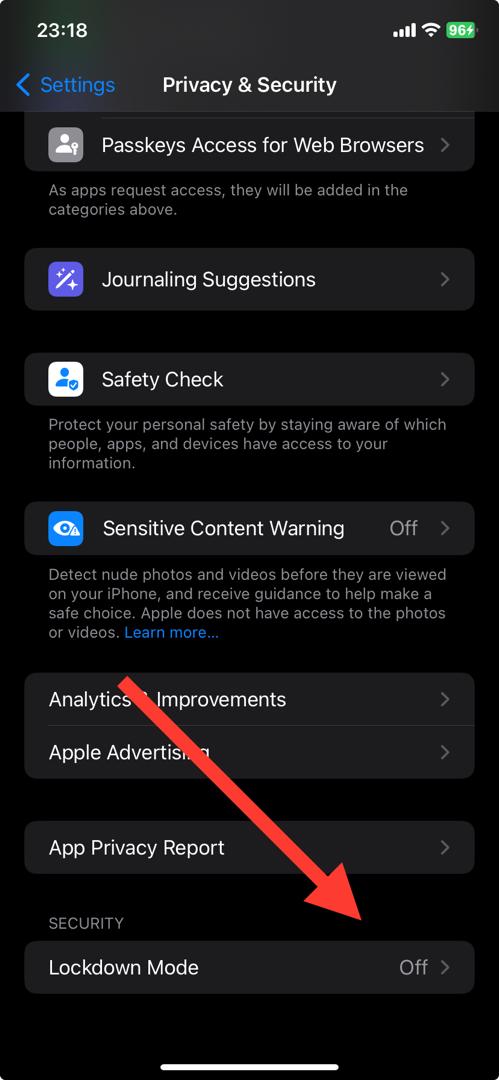 23:18
96
Settings
Privacy & Security
Passkeys Access for Web Browsers
As apps request access, they will be added in the
categories above.
Journaling Suggestions
Safety Check
Protect your personal safety by staying aware of which
people, apps, and devices have access to your
information.
Sensitive Content Warning Off
Detect nude photos and videos before they are viewed
on your iPhone, and receive guidance to help make a
safe choice. Apple does not have access to the photos
or videos. Learn more...
Analytics & Improvements
Apple Advertising
App Privacy Report
SECURITY
Lockdown Mode Off